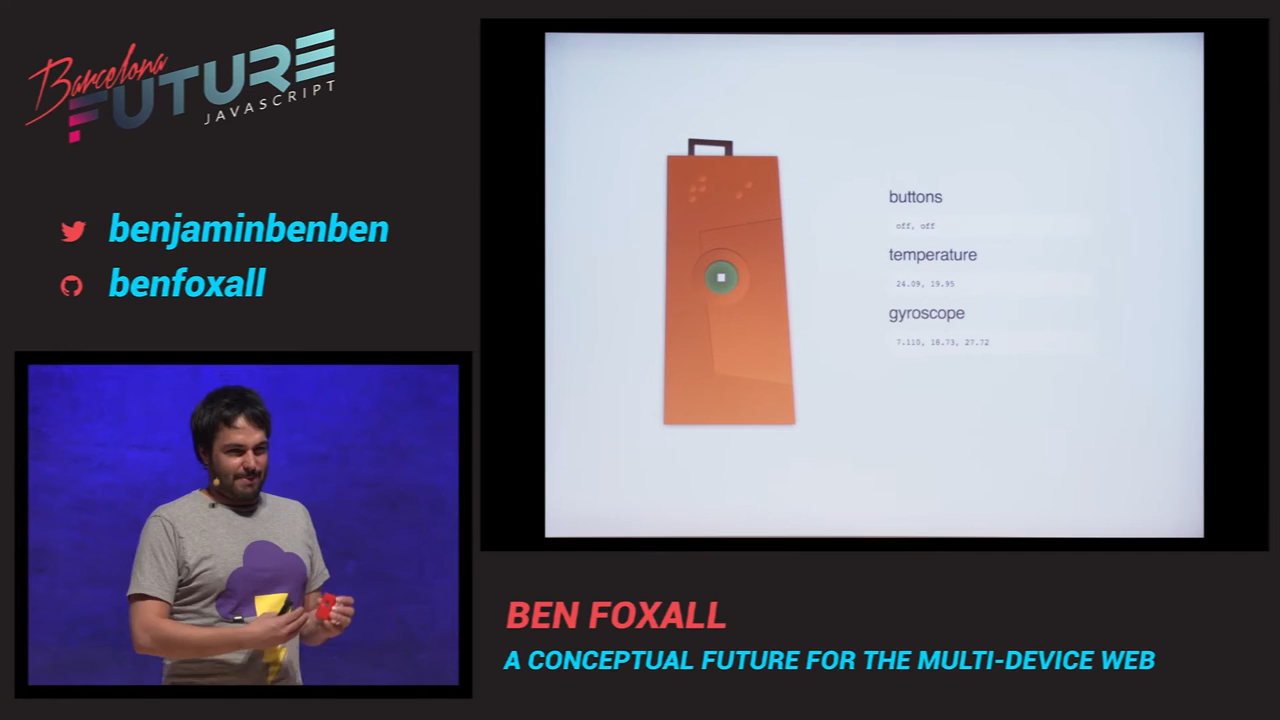 Barcelona
FUTURE
JAVASCRIPT
benjaminbenben
benfoxall
buttons
off, off
temperature
24.09, 19.95
gyroscope
7.110, 18.73, 27.72
BEN FOXALL
A CONCEPTUAL FUTURE FOR THE MULTI-DEVICE WEB